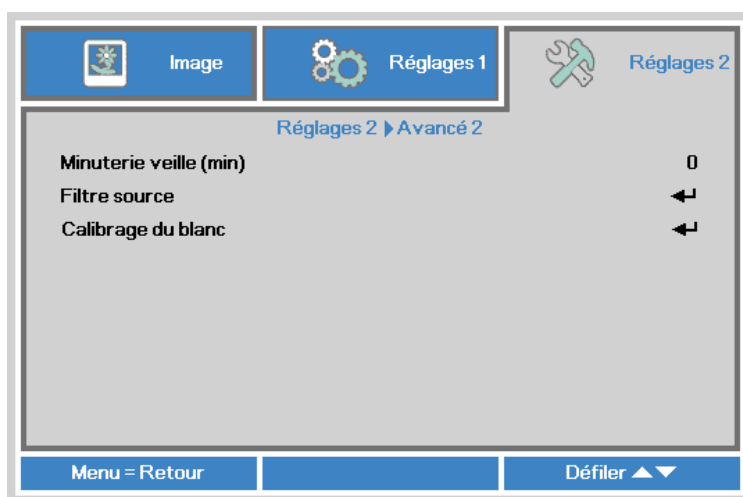 Image
Réglages 1
Réglages 2
Réglages 2 ▶ Avancé 2
Minuterie veille (min) 0
Filtre source ↵
Calibrage du blanc ↵
Menu = Retour
Défiler ▲▼